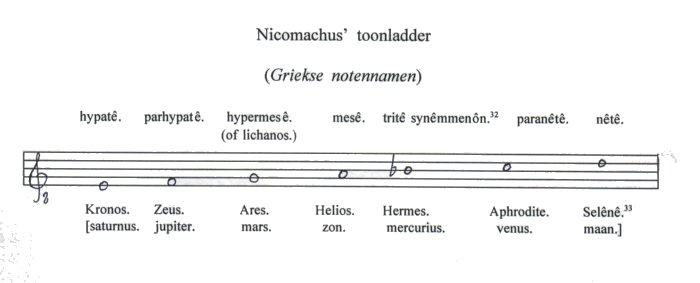 Nicomachus’ toonladder
(Griekse notennamen)
hypatê. parhypatê. hypermesê. mesê. tritê synêmmenôn.³² paranêtê. nêtê.
(of lichanos.)
8
Kronos. Zeus. Ares. Helios. Hermes. Aphrodite. Selênê.³³
[saturnus. jupiter. mars. zon. mercurius. venus. maan.]